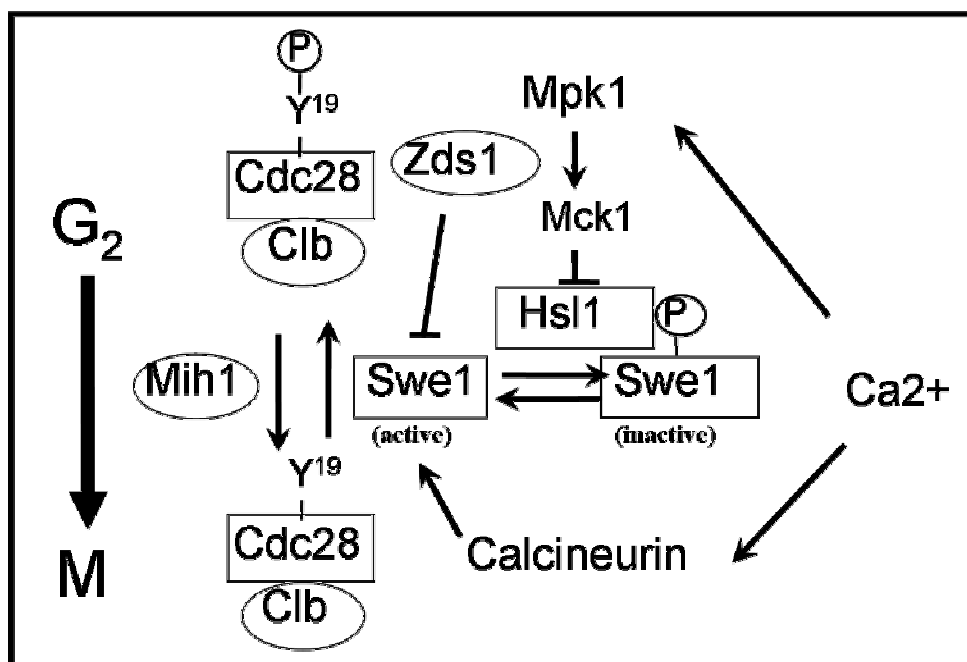 P
Y19
Cdc28
Clb
Zds1
Mpk1
Mck1
Hsl1
P
G2
M
Mih1
Swe1
(active)
Swe1
(inactive)
Ca2+
Y19
Cdc28
Clb
Calcineurin